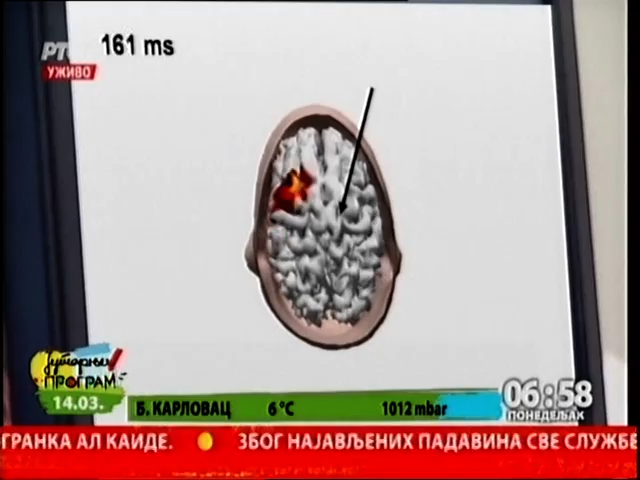 161 ms
РТ
УЖИВО
Јутарњи
ПРОГРАМ
14.03.
Б. КАРЛОВАЦ 6 °C 1012 mbar
06:58
ПОНЕДЕЉАК
ГРАНКА АЛ КАИДЕ. ЗБОГ НАЈАВЉЕНИХ ПАДАВИНА СВЕ СЛУЖБЕ